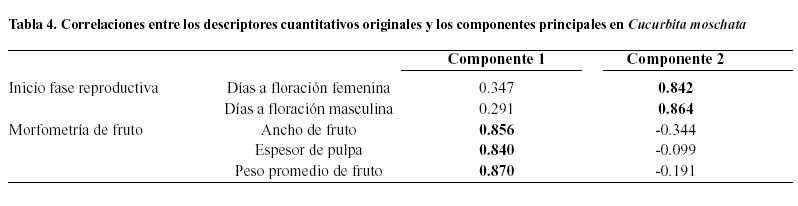 Tabla 4. Correlaciones entre los descriptores cuantitativos originales y los componentes principales en Cucurbita moschata
Componente 1 Componente 2
Inicio fase reproductiva Días a floración femenina 0.347 0.842
Días a floración masculina 0.291 0.864
Morfometría de fruto Ancho de fruto 0.856 -0.344
Espesor de pulpa 0.840 -0.099
Peso promedio de fruto 0.870 -0.191